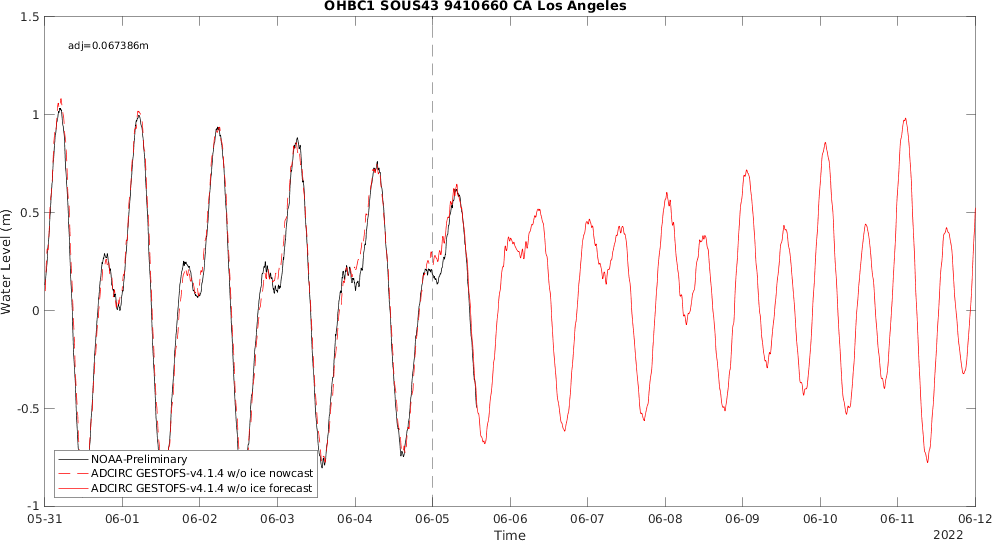 OHBC1 SOUS43 9410660 CA Los Angeles
1.5
adj=0.067386m
1
0.5
Water Level (m)
0
-0.5
NOAA-Preliminary
ADCIRC GESTOFS-v4.1.4 w/o ice nowcast
ADCIRC GESTOFS-v4.1.4 w/o ice forecast
-1
05-31 06-01 06-02 06-03 06-04 06-05 06-06 06-07 06-08 06-09 06-10 06-11 06-12
Time
2022